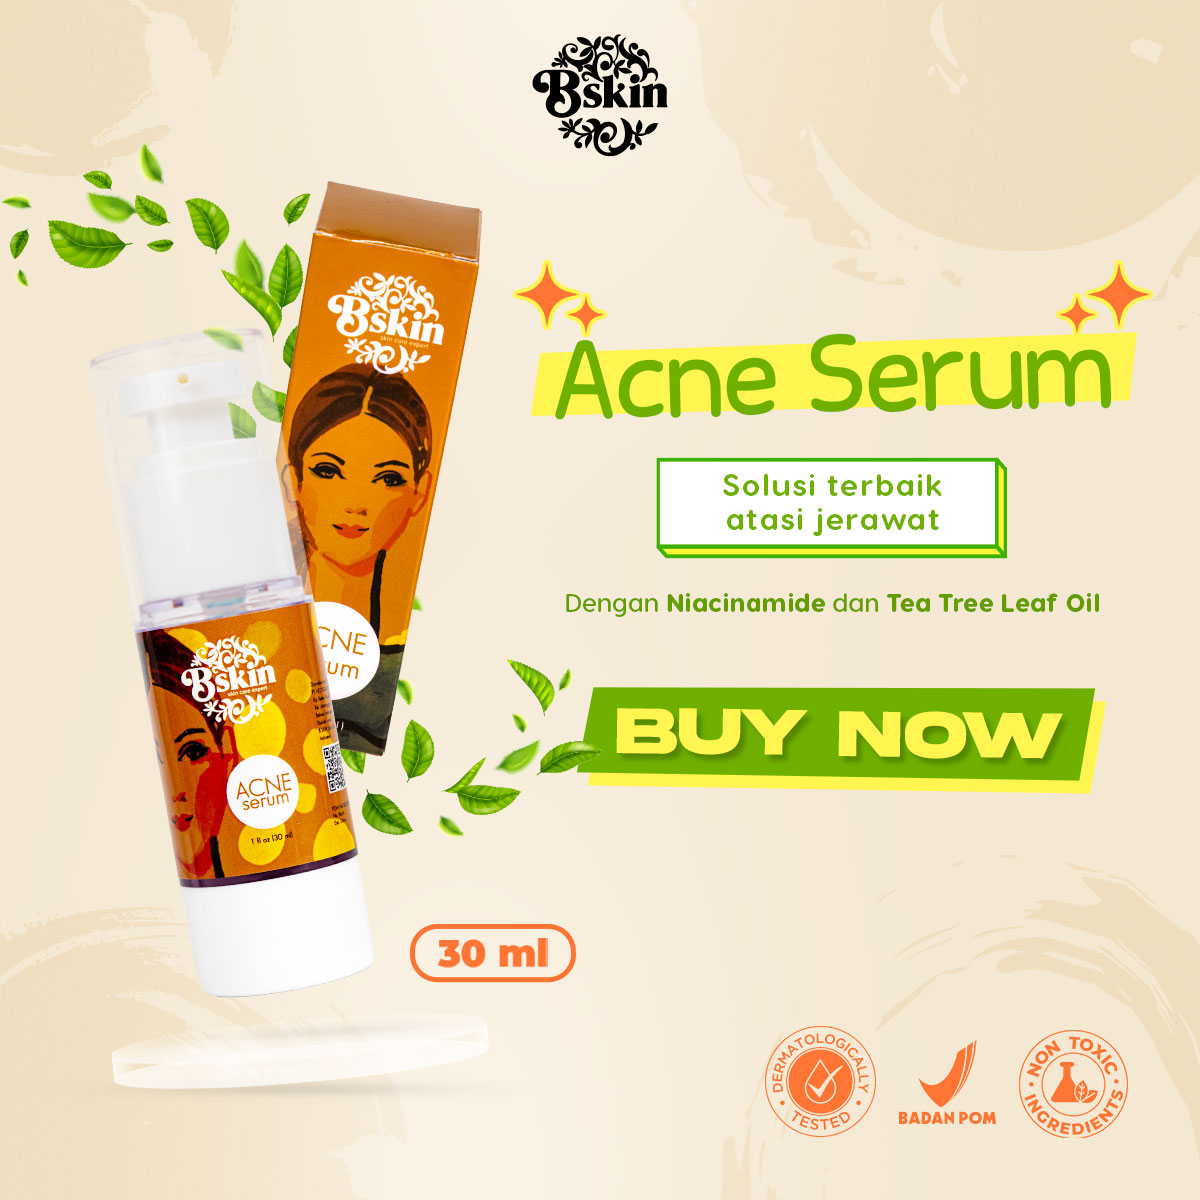 Bskin
Bskin
skin care expert
Acne Serum
Solusi terbaik
atasi jerawat
Dengan Niacinamide dan Tea Tree Leaf Oil
CNE
um
Bskin
skin care expert
ACNE
serum
1 fl oz (30 ml)
BUY NOW
30 ml
DERMATOLOGICALLY TESTED
BADAN POM
NON TOXIC INGREDIENTS